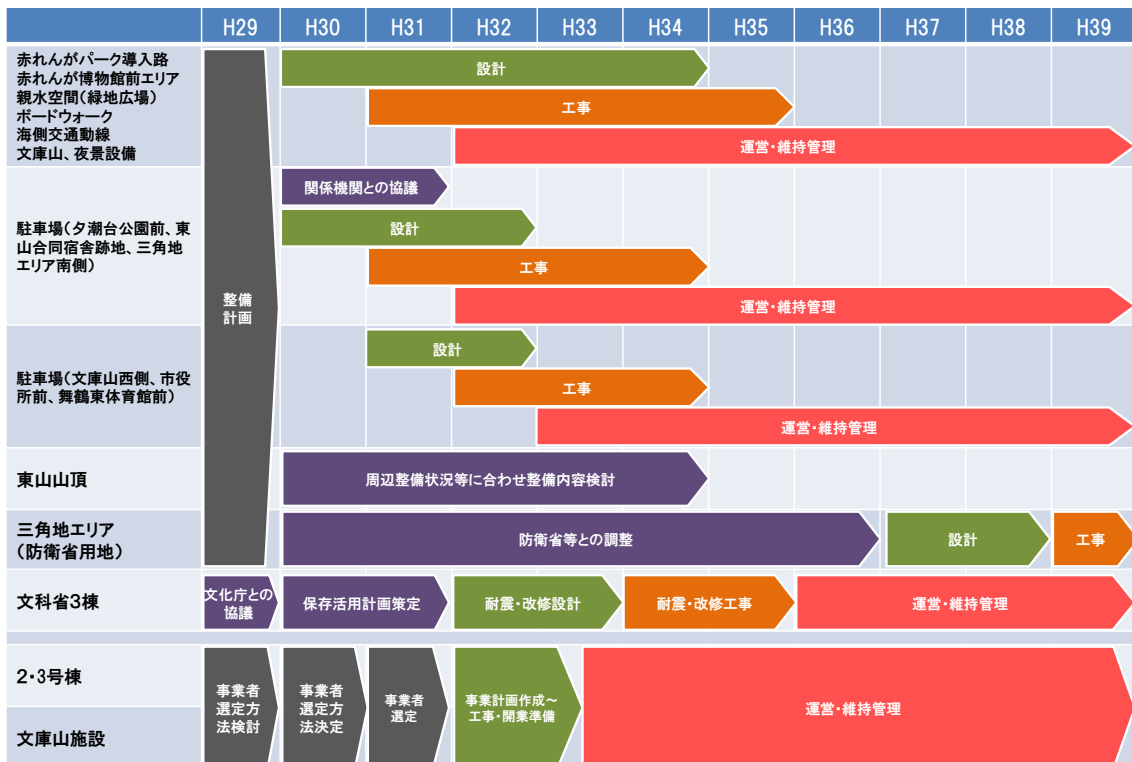 H29 H30 H31 H32 H33 H34 H35 H36 H37 H38 H39
整備
計画
赤れんがパーク導入路
赤れんが博物館前エリア
親水空間(緑地広場)
ボードウォーク
海側交通動線
文庫山、夜景設備
設計
工事
運営・維持管理
駐車場(夕潮台公園前、東
山合同宿舎跡地、三角地
エリア南側)
関係機関との協議
設計
工事
運営・維持管理
駐車場(文庫山西側、市役
所前、舞鶴東体育館前)
設計
工事
運営・維持管理
東山山頂
周辺整備状況等に合わせ整備内容検討
三角地エリア
(防衛省用地)
防衛省等との調整
設計
工事
文科省3棟
文化庁との
協議
保存活用計画策定
耐震・改修設計
耐震・改修工事
運営・維持管理
2・3号棟
文庫山施設
事業者
選定方
法検討
事業者
選定方
法決定
事業者
選定
事業計画作成~
工事・開業準備
運営・維持管理